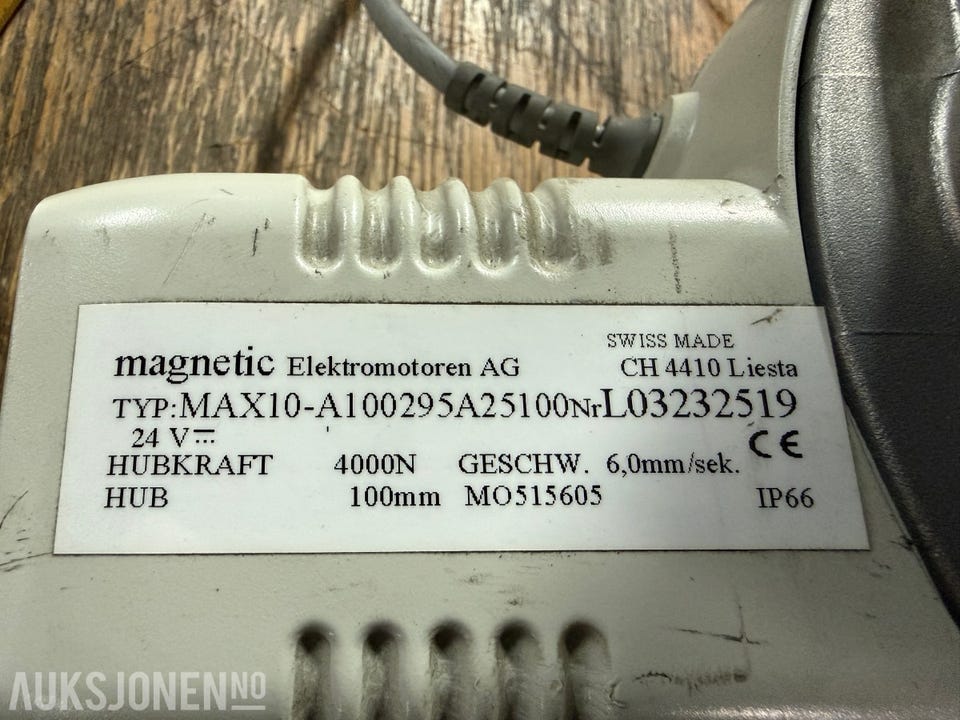 SWISS MADE
magnetic Elektromotoren AG CH 4410 Liesta
TYP:MAX10-A100295A25100NrL03232519
24 V⎓ CE
HUBKRAFT 4000N GESCHW. 6,0mm/sek.
HUB 100mm MO515605 IP66
AUKSJONEN NO